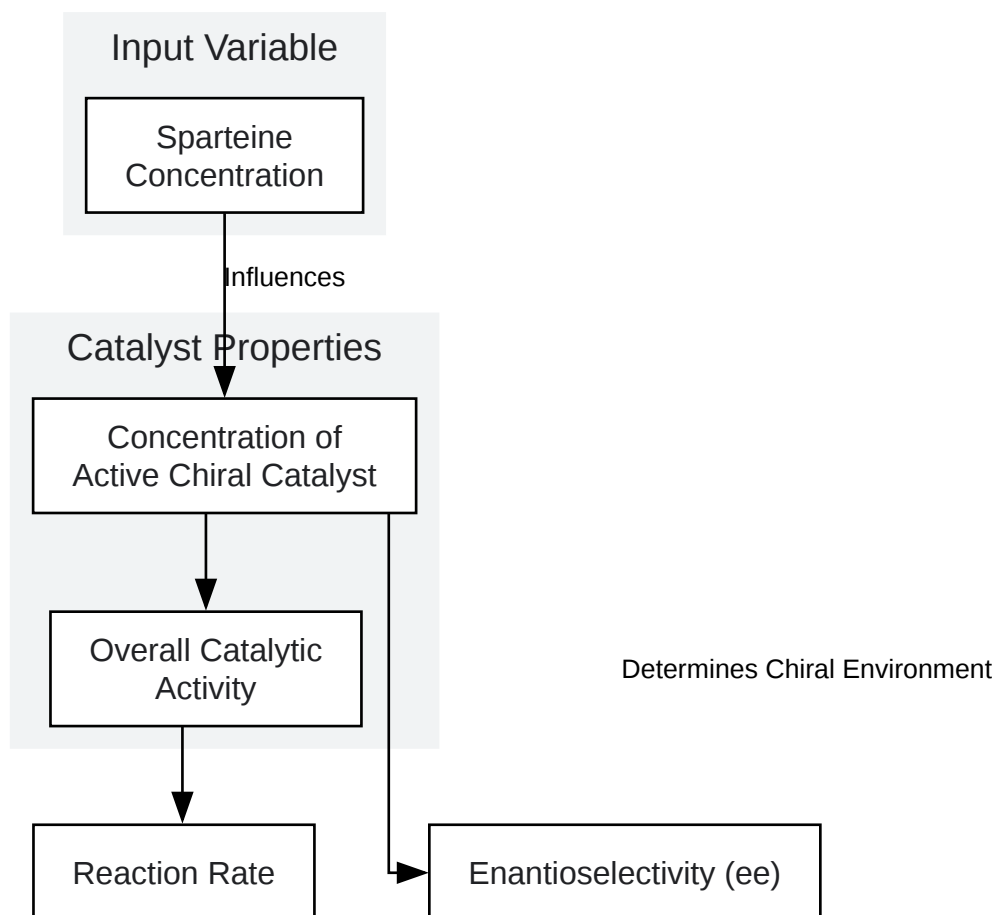 Input Variable
Sparteine
Concentration
Influences
Catalyst Properties
Concentration of
Active Chiral Catalyst
Overall Catalytic
Activity
Determines Chiral Environment
Reaction Rate
Enantioselectivity (ee)